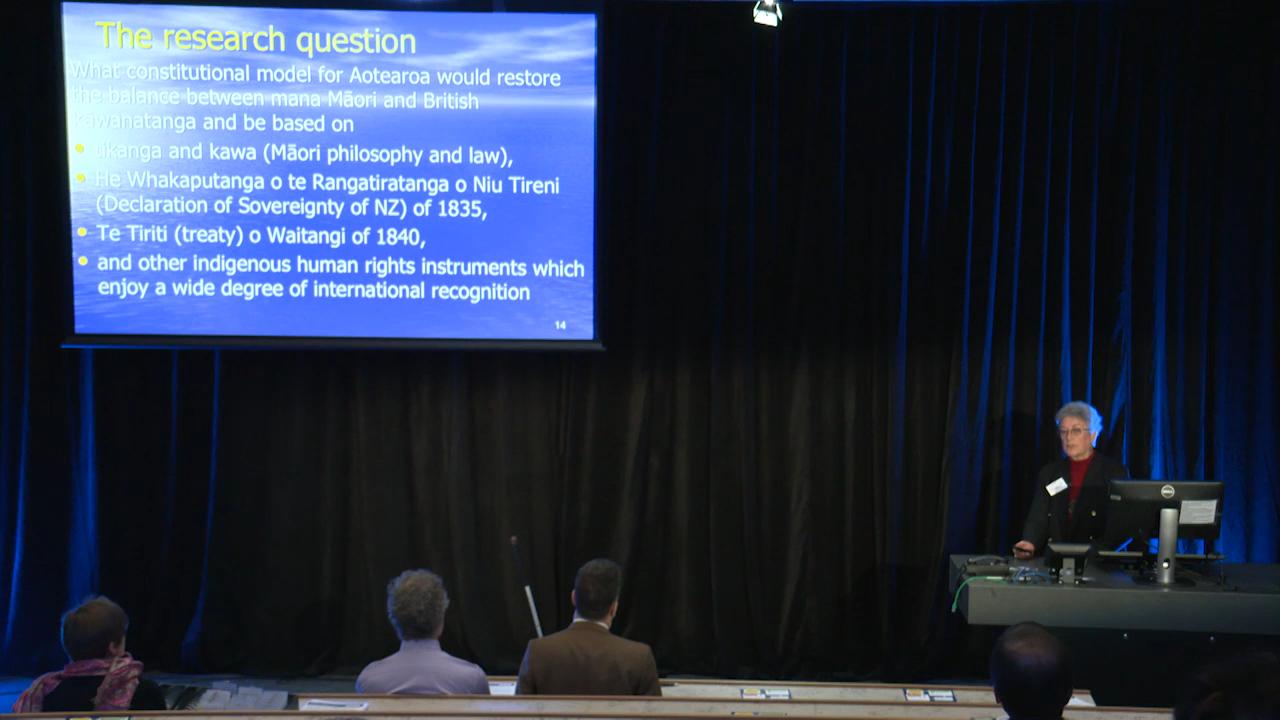 The research question
What constitutional model for Aotearoa would restore
the balance between mana Māori and British
kawanatanga and be based on
tikanga and kawa (Māori philosophy and law),
He Whakaputanga o te Rangatiratanga o Niu Tireni
(Declaration of Sovereignty of NZ) of 1835,
Te Tiriti (treaty) o Waitangi of 1840,
and other indigenous human rights instruments which
enjoy a wide degree of international recognition
14
DELL